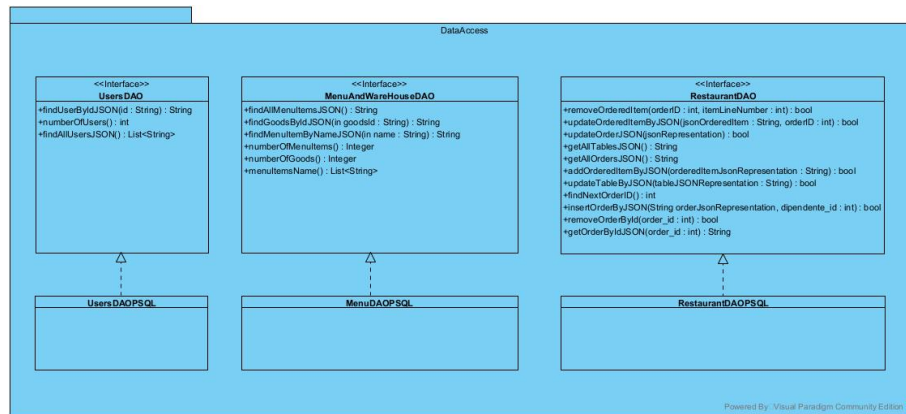 DataAccess
<<Interface>>
UsersDAO
+findUserByIdJSON(id : String) : String
+numberOfUsers() : int
+findAllUsersJSON() : List<String>
<<Interface>>
MenuAndWareHouseDAO
+findAllMenuItemsJSON() : String
+findGoodsByIdJSON(in goodsId : String) : String
+findMenuItemByNameJSON(in name : String) : String
+numberOfMenuItems() : Integer
+numberOfGoods() : Integer
+menuItemsName() : List<String>
<<Interface>>
RestaurantDAO
+removeOrderedItem(orderID : int, itemLineNumber : int) : bool
+updateOrderedItemByJSON(jsonOrderedItem : String, orderID : int) : bool
+updateOrderJSON(jsonRepresentation) : bool
+getAllTablesJSON() : String
+getAllOrdersJSON() : String
+addOrderedItemByJSON(orderedItemJsonRepresentation : String) : bool
+updateTableByJSON(tableJSONRepresentation : String) : bool
+findNextOrderID() : int
+insertOrderByJSON(String orderJsonRepresentation, dipendente_id : int) : bool
+removeOrderById(order_id : int) : bool
+getOrderByIdJSON(order_id : int) : String
UsersDAOPSQL
MenuDAOPSQL
RestaurantDAOPSQL
Powered By: Visual Paradigm Community Edition